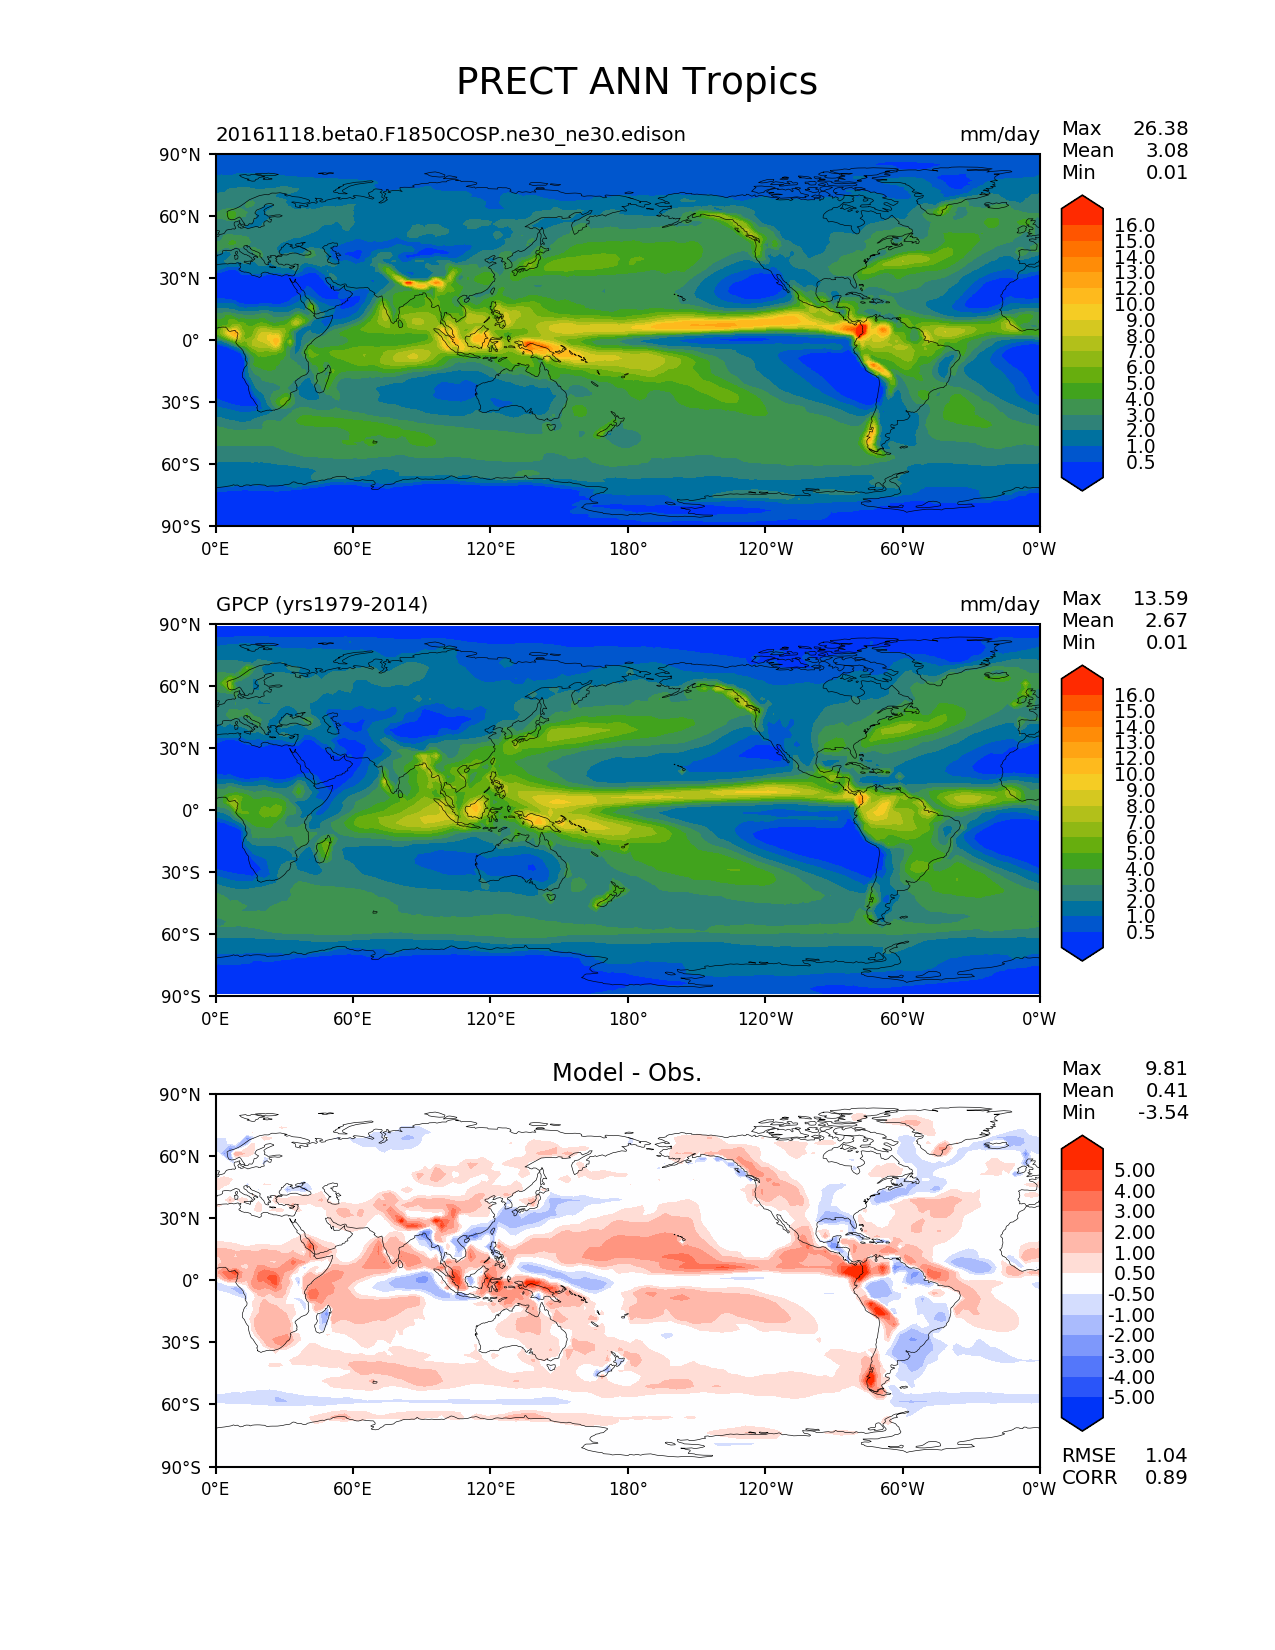 PRECT ANN Tropics
20161118.beta0.F1850COSP.ne30_ne30.edison mm/day
Max 26.38
Mean 3.08
Min 0.01
90°N
60°N
30°N
0°
30°S
60°S
90°S
0°E 60°E 120°E 180° 120°W 60°W 0°W
16.0
15.0
14.0
13.0
12.0
10.0
9.0
8.0
7.0
6.0
5.0
4.0
3.0
2.0
1.0
0.5
GPCP (yrs1979-2014) mm/day
Max 13.59
Mean 2.67
Min 0.01
90°N
60°N
30°N
0°
30°S
60°S
90°S
0°E 60°E 120°E 180° 120°W 60°W 0°W
16.0
15.0
14.0
13.0
12.0
10.0
9.0
8.0
7.0
6.0
5.0
4.0
3.0
2.0
1.0
0.5
Model - Obs.
Max 9.81
Mean 0.41
Min -3.54
90°N
60°N
30°N
0°
30°S
60°S
90°S
0°E 60°E 120°E 180° 120°W 60°W 0°W
5.00
4.00
3.00
2.00
1.00
0.50
-0.50
-1.00
-2.00
-3.00
-4.00
-5.00
RMSE 1.04
CORR 0.89